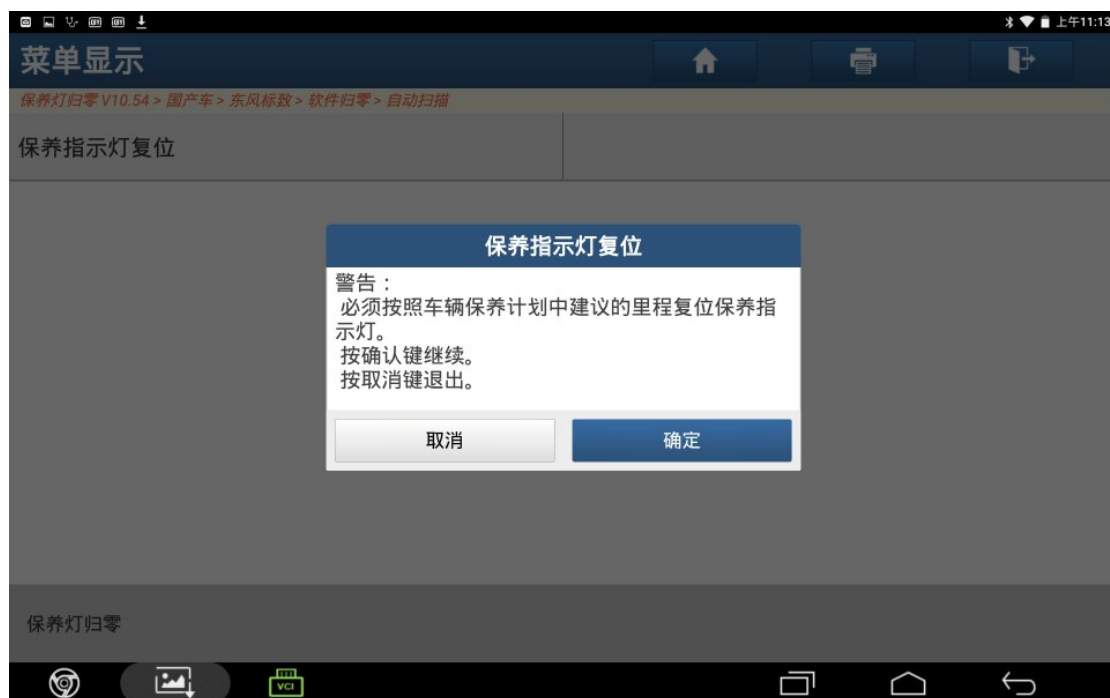 上午11:13
菜单显示
保养灯归零 V10.54 > 国产车 > 东风标致 > 软件归零 > 自动扫描
保养指示灯复位
保养指示灯复位
警告：
必须按照车辆保养计划中建议的里程复位保养指
示灯。
按确认键继续。
按取消键退出。
取消
确定
保养灯归零
VCI